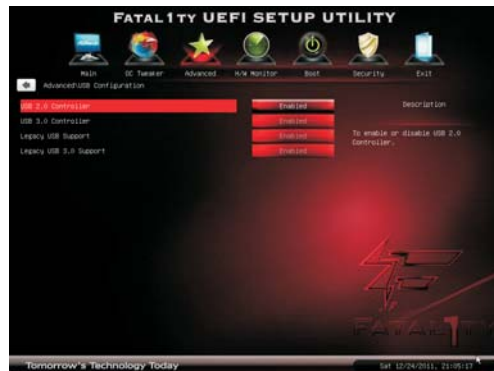 FATAL1TY UEFI SETUP UTILITY
Main OC Tweaker Advanced H/W Monitor Boot Security Exit
Advanced\USB Configuration
USB 2.0 Controller Enabled
USB 3.0 Controller Enabled
Legacy USB Support Enabled
Legacy USB 3.0 Support Enabled
Description
To enable or disable USB 2.0
Controller.
FATAL1TY
Tomorrow's Technology Today
Sat 12/24/2011, 21:05:17